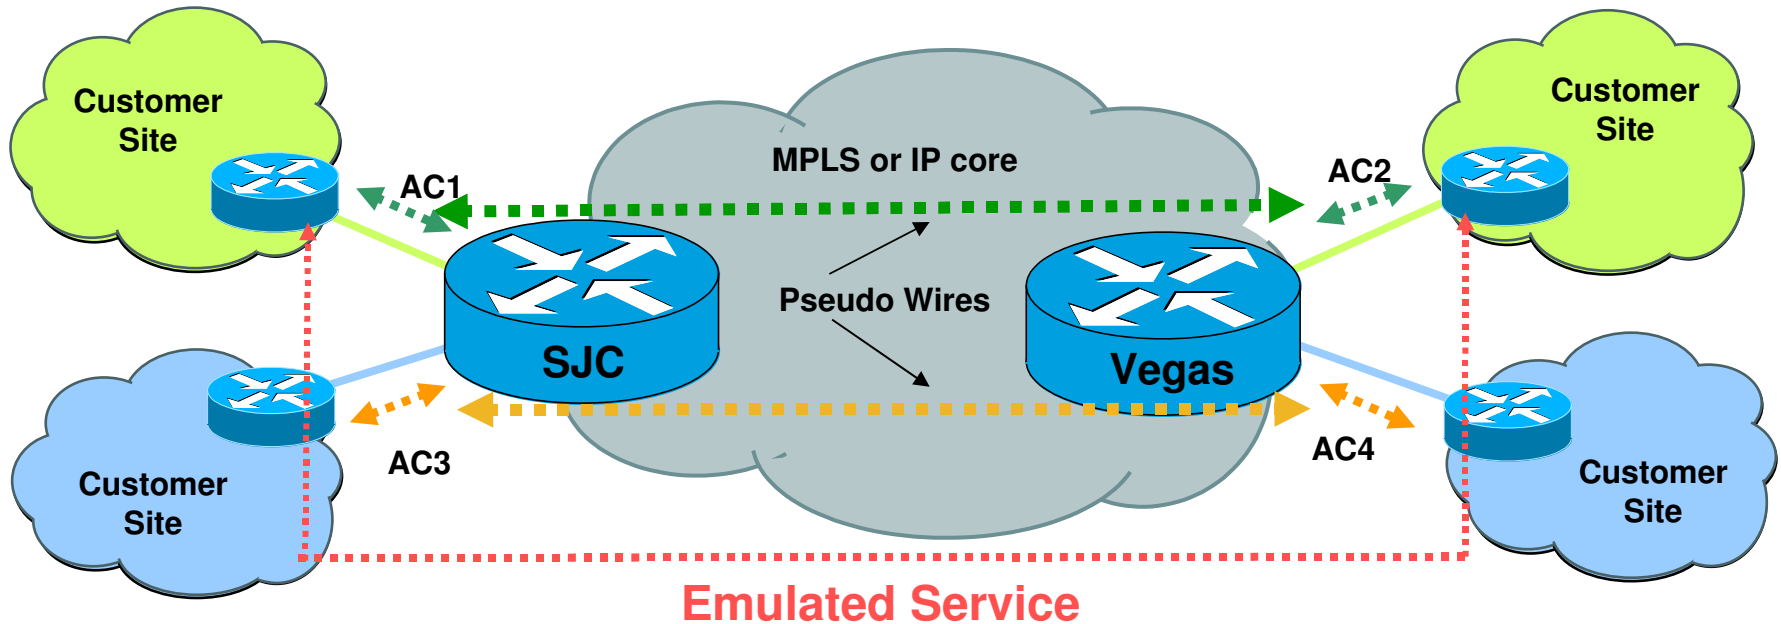 Customer
Site
Customer
Site
MPLS or IP core
AC1
AC2
Pseudo Wires
SJC
Vegas
AC3
AC4
Customer
Site
Customer
Site
Emulated Service